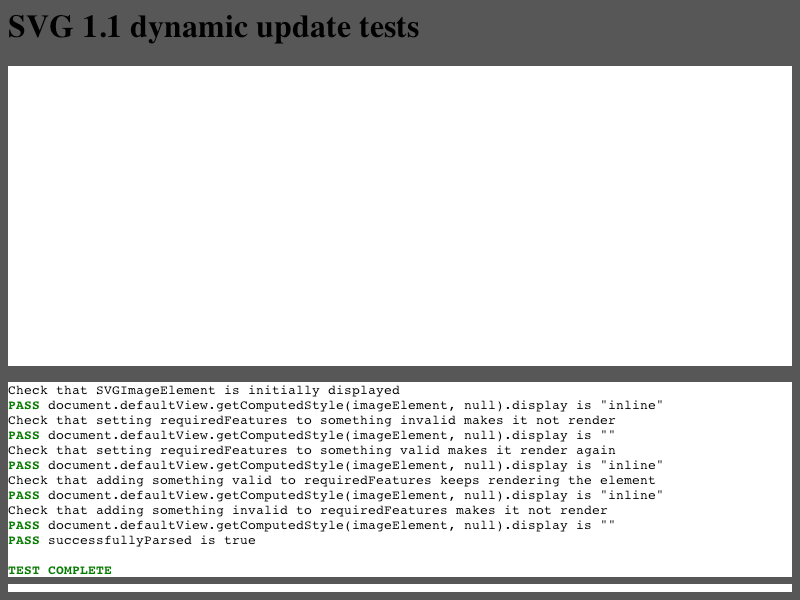 SVG 1.1 dynamic update tests
Check that SVGImageElement is initially displayed
PASS document.defaultView.getComputedStyle(imageElement, null).display is "inline"
Check that setting requiredFeatures to something invalid makes it not render
PASS document.defaultView.getComputedStyle(imageElement, null).display is ""
Check that setting requiredFeatures to something valid makes it render again
PASS document.defaultView.getComputedStyle(imageElement, null).display is "inline"
Check that adding something valid to requiredFeatures keeps rendering the element
PASS document.defaultView.getComputedStyle(imageElement, null).display is "inline"
Check that adding something invalid to requiredFeatures makes it not render
PASS document.defaultView.getComputedStyle(imageElement, null).display is ""
PASS successfullyParsed is true
TEST COMPLETE